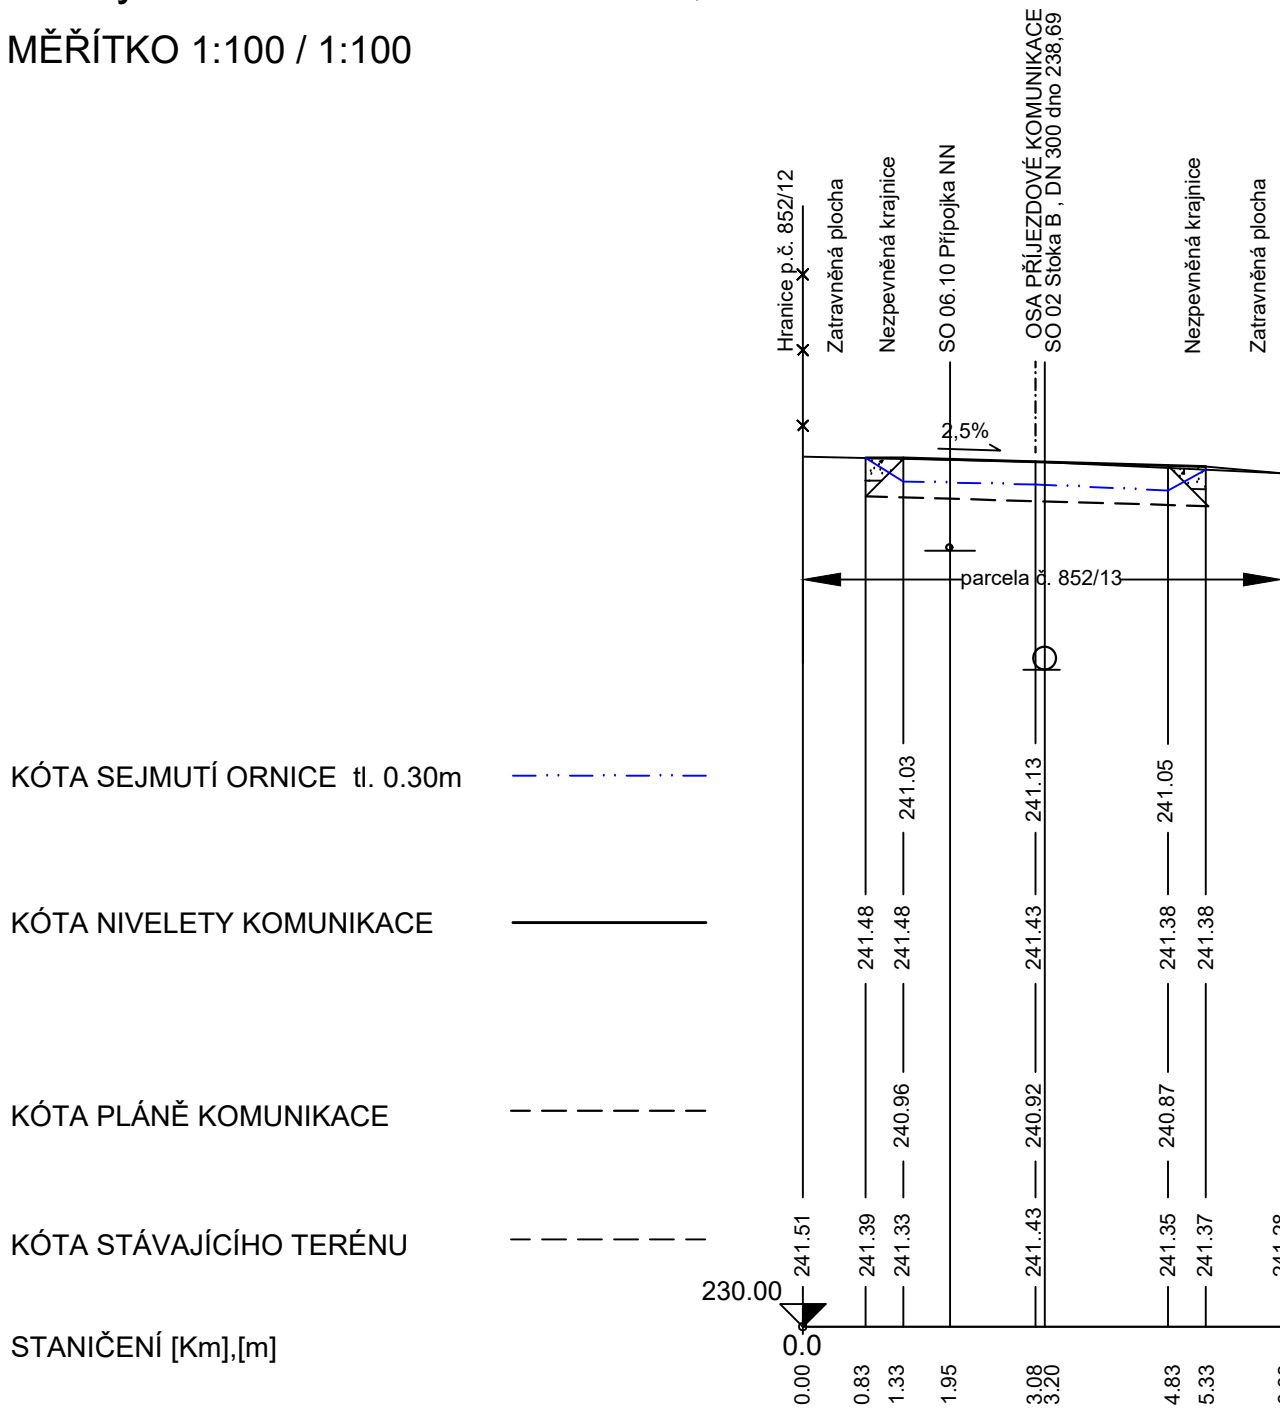 MĚŘÍTKO 1:100 / 1:100
Hranice p.č. 852/12
Zatravněná plocha
Nezpevněná krajnice
SO 06.10 Přípojka NN
OSA PŘÍJEZDOVÉ KOMUNIKACE
SO 02 Stoka B , DN 300 dno 238,69
Nezpevněná krajnice
Zatravněná plocha
2,5%
parcela č. 852/13
KÓTA SEJMUTÍ ORNICE tl. 0.30m
241.03
241.13
241.05
KÓTA NIVELETY KOMUNIKACE
241.48
241.48
241.43
241.38
241.38
KÓTA PLÁNĚ KOMUNIKACE
240.96
240.92
240.87
KÓTA STÁVAJÍCÍHO TERÉNU
241.51
241.39
241.33
241.43
241.35
241.37
230.00
STANIČENÍ [Km],[m]
0.0
0.00
0.83
1.33
1.95
3.08
3.20
4.83
5.33